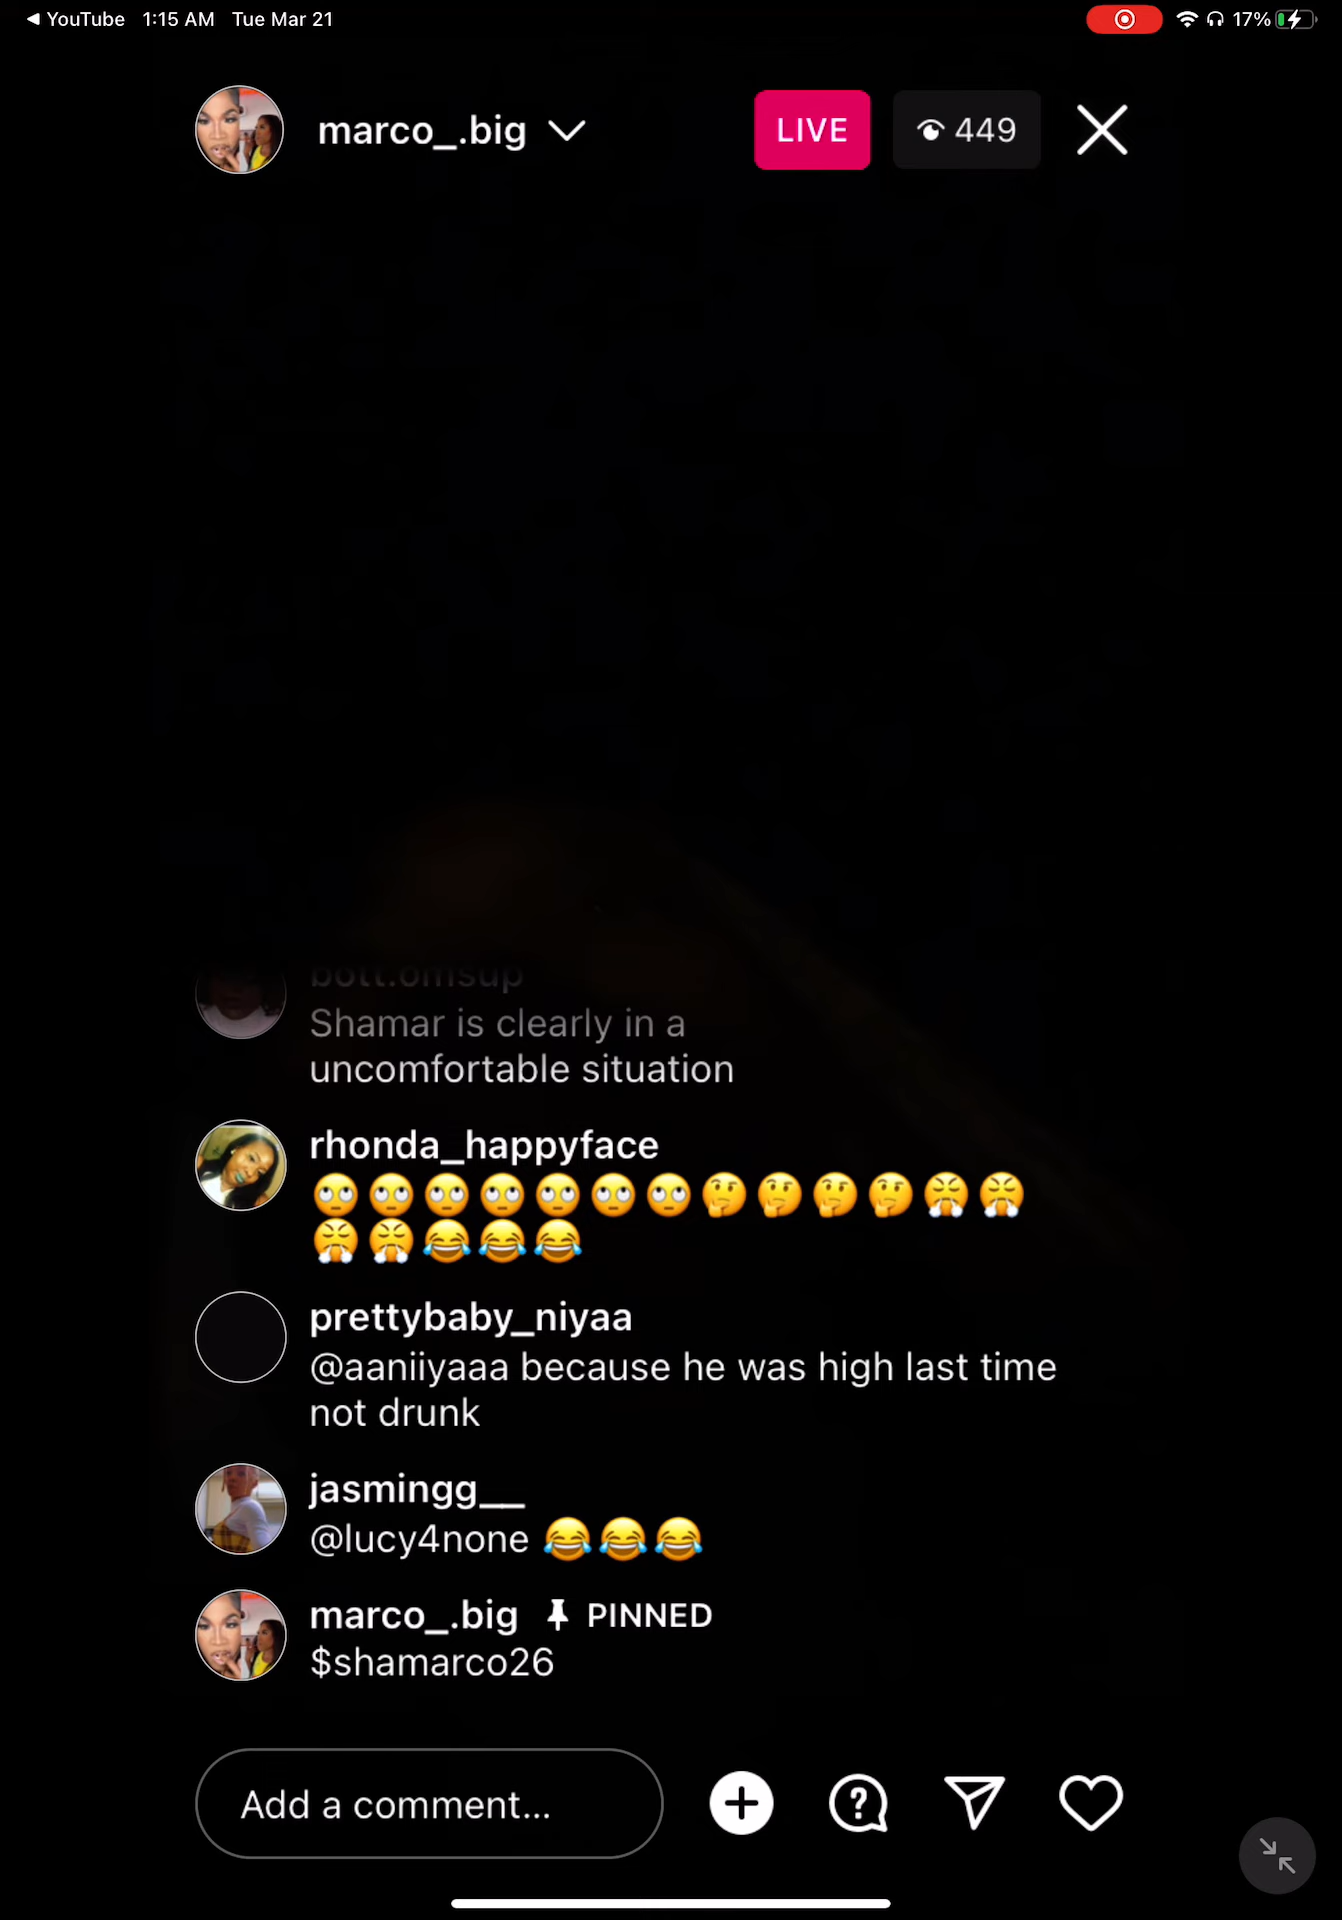 YouTube 1:15 AM Tue Mar 21 17%
marco_.big LIVE 449
bott.omsup
Shamar is clearly in a
uncomfortable situation
rhonda_happyface
🙄🙄🙄🙄🙄🙄🙄🤔🤔🤔🤔😤😤
😤😤😂😂😂
prettybaby_niyaa
@aaniiyaaa because he was high last time
not drunk
jasmingg__
@lucy4none 😂😂😂
marco_.big PINNED
$shamarco26
Add a comment...